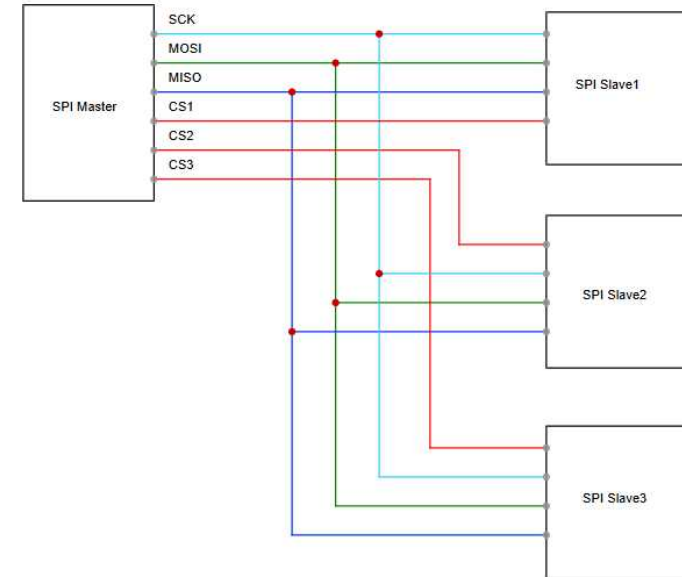 SCK
MOSI
MISO
SPI Master
CS1
CS2
CS3
SPI Slave1
SPI Slave2
SPI Slave3